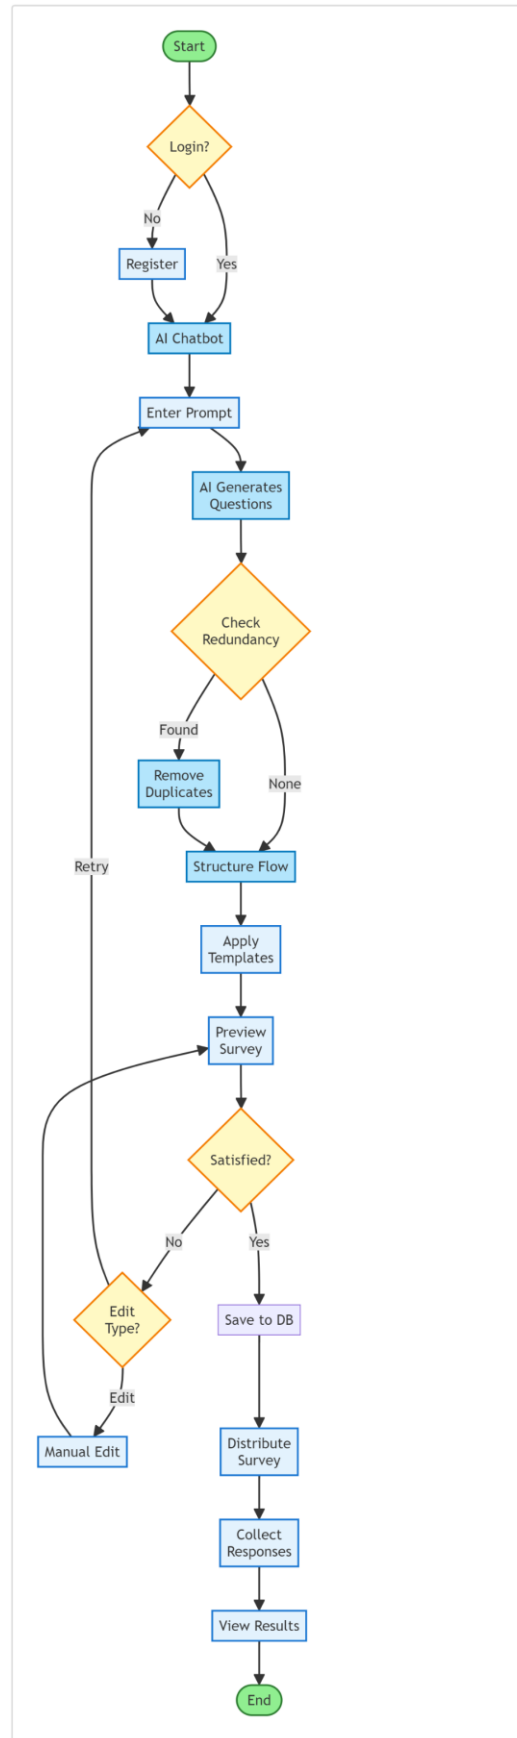 Start
Login?
No
Register
Yes
AI Chatbot
Enter Prompt
AI Generates
Questions
Check
Redundancy
Found
Remove
Duplicates
None
Structure Flow
Retry
Apply
Templates
Preview
Survey
Satisfied?
No
Yes
Edit
Type?
Save to DB
Edit
Manual Edit
Distribute
Survey
Collect
Responses
View Results
End